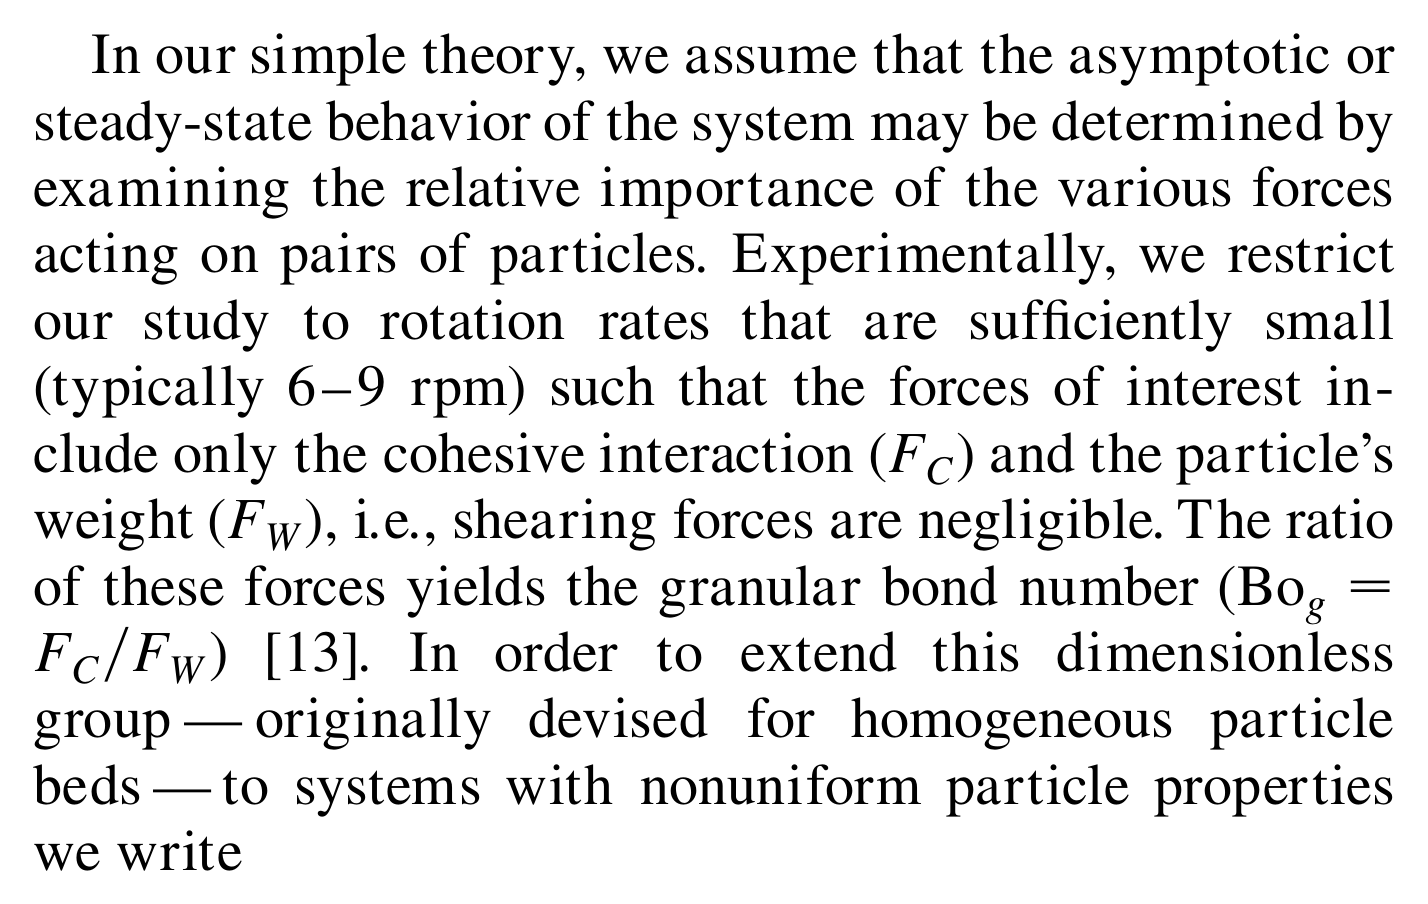 In our simple theory, we assume that the asymptotic or
steady-state behavior of the system may be determined by
examining the relative importance of the various forces
acting on pairs of particles. Experimentally, we restrict
our study to rotation rates that are sufficiently small
(typically 6–9 rpm) such that the forces of interest in-
clude only the cohesive interaction (F_C) and the particle’s
weight (F_W), i.e., shearing forces are negligible. The ratio
of these forces yields the granular bond number (Bo_g =
F_C/F_W) [13]. In order to extend this dimensionless
group — originally devised for homogeneous particle
beds — to systems with nonuniform particle properties
we write